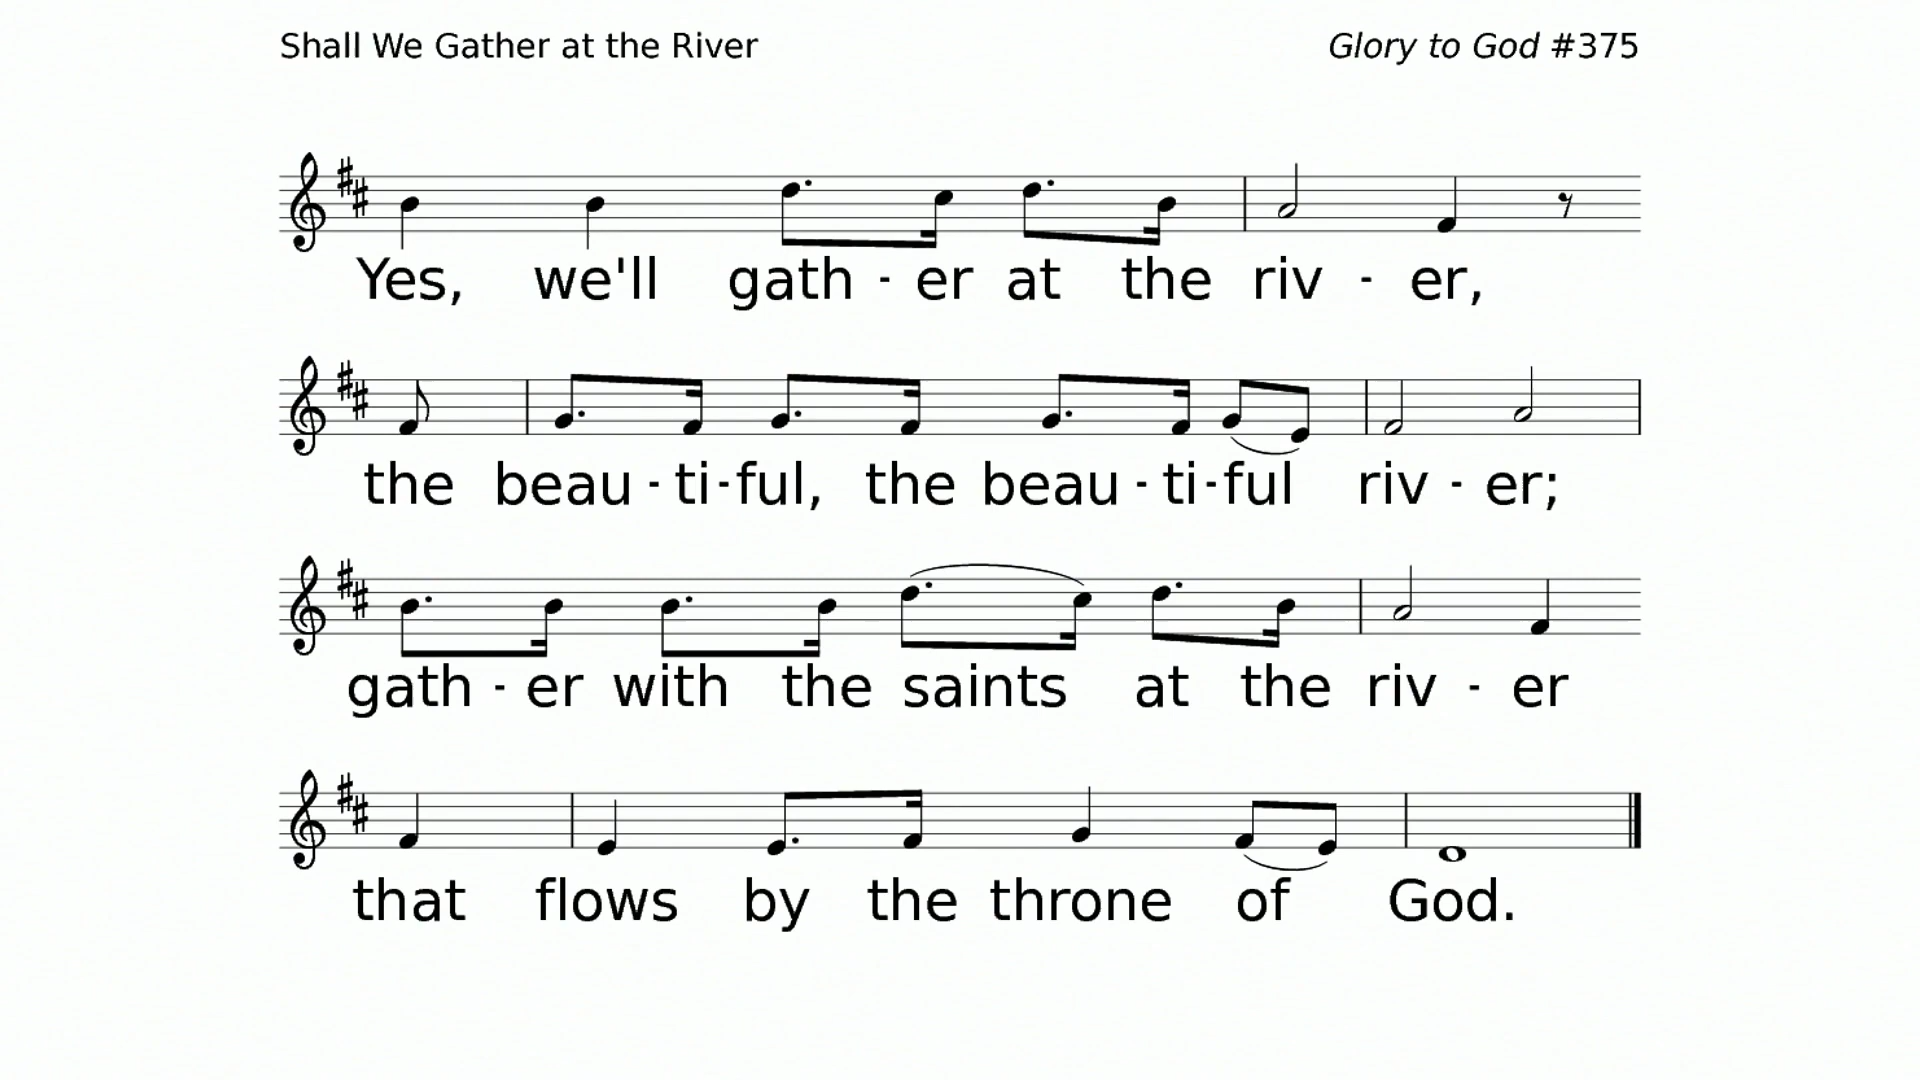 Shall We Gather at the River
Glory to God #375
Yes, we'll gath - er at the riv - er,
the beau - ti - ful, the beau - ti - ful riv - er;
gath - er with the saints at the riv - er
that flows by the throne of God.